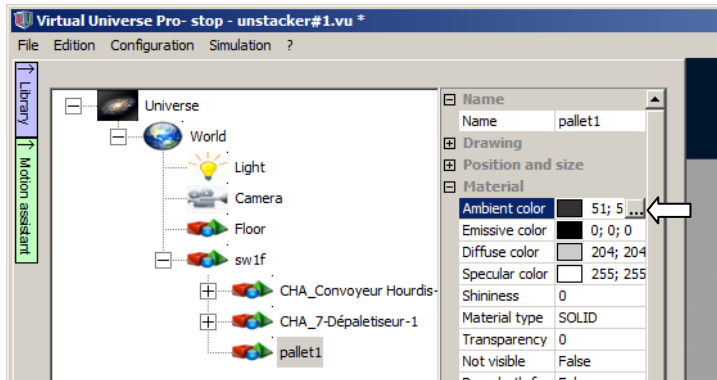 Virtual Universe Pro- stop - unstacker#1.vu *
File Edition Configuration Simulation ?
Library
Motion assistant
Universe
World
Light
Camera
Floor
sw1f
CHA_Convoyeur Hourdis-
CHA_7-Dépaletiseur-1
pallet1
Name
Name pallet1
Drawing
Position and size
Material
Ambient color 51; 5 ...
Emissive color 0; 0; 0
Diffuse color 204; 204
Specular color 255; 255
Shininess 0
Material type SOLID
Transparency 0
Not visible False